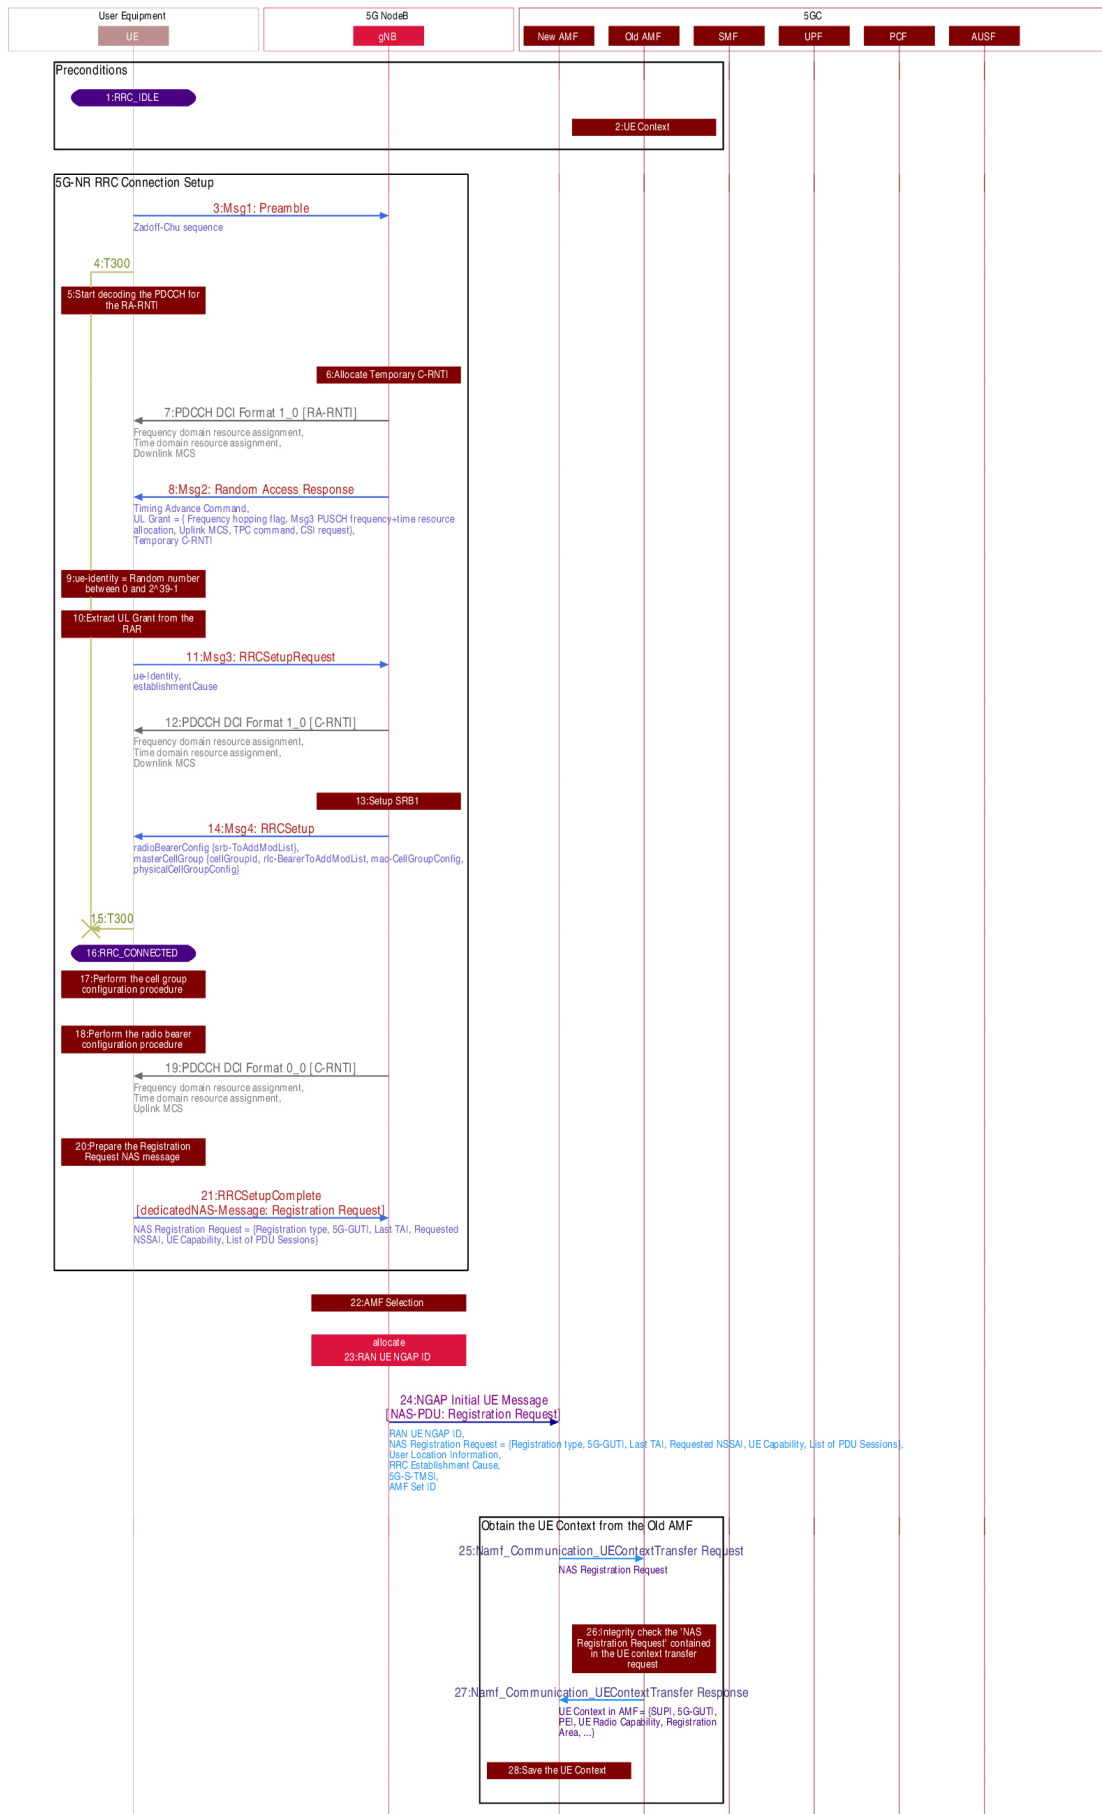 User Equipment
5G NodeB
5GC
UE
gNB
New AMF
Old AMF
SMF
UPF
PCF
AUSF
Preconditions
1:RRC_IDLE
2:UE Context
5G-NR RRC Connection Setup
3:Msg1: Preamble
Zadoff-Chu sequence
4:T300
5:Start decoding the PDCCH for
the RA-RNTI
6:Allocate Temporary C-RNTI
7:PDCCH DCI Format 1_0 [RA-RNTI]
Frequency domain resource assignment,
Time domain resource assignment,
Downlink MCS
8:Msg2: Random Access Response
Timing Advance Command,
UL Grant = { Frequency hopping flag, Msg3 PUSCH frequency+time resource
allocation, Uplink MCS, TPC command, CSI request},
Temporary C-RNTI
9:ue-identity = Random number
between 0 and 2^39-1
10:Extract UL Grant from the
RAR
11:Msg3: RRCSetupRequest
ue-Identity,
establishmentCause
12:PDCCH DCI Format 1_0 [C-RNTI]
Frequency domain resource assignment,
Time domain resource assignment,
Downlink MCS
13:Setup SRB1
14:Msg4: RRCSetup
radioBearerConfig {srb-ToAddModList},
masterCellGroup {cellGroupId, rlc-BearerToAddModList, mac-CellGroupConfig,
physicalCellGroupConfig}
15:T300
16:RRC_CONNECTED
17:Perform the cell group
configuration procedure
18:Perform the radio bearer
configuration procedure
19:PDCCH DCI Format 0_0 [C-RNTI]
Frequency domain resource assignment,
Time domain resource assignment,
Uplink MCS
20:Prepare the Registration
Request NAS message
21:RRCSetupComplete
[dedicatedNAS-Message: Registration Request]
NAS Registration Request = {Registration type, 5G-GUTI, Last TAI, Requested
NSSAI, UE Capability, List of PDU Sessions}
22:AMF Selection
allocate
23:RAN UE NGAP ID
24:NGAP Initial UE Message
[NAS-PDU: Registration Request]
RAN UE NGAP ID,
NAS Registration Request = {Registration type, 5G-GUTI, Last TAI, Requested NSSAI, UE Capability, List of PDU Sessions},
User Location Information,
RRC Establishment Cause,
5G-S-TMSI,
AMF Set ID
Obtain the UE Context from the Old AMF
25:Namf_Communication_UEContextTransfer Request
NAS Registration Request
26:Integrity check the 'NAS
Registration Request' contained
in the UE context transfer
request
27:Namf_Communication_UEContextTransfer Response
UE Context in AMF = {SUPI, 5G-GUTI,
PEI, UE Radio Capability, Registration
Area, ...}
28:Save the UE Context